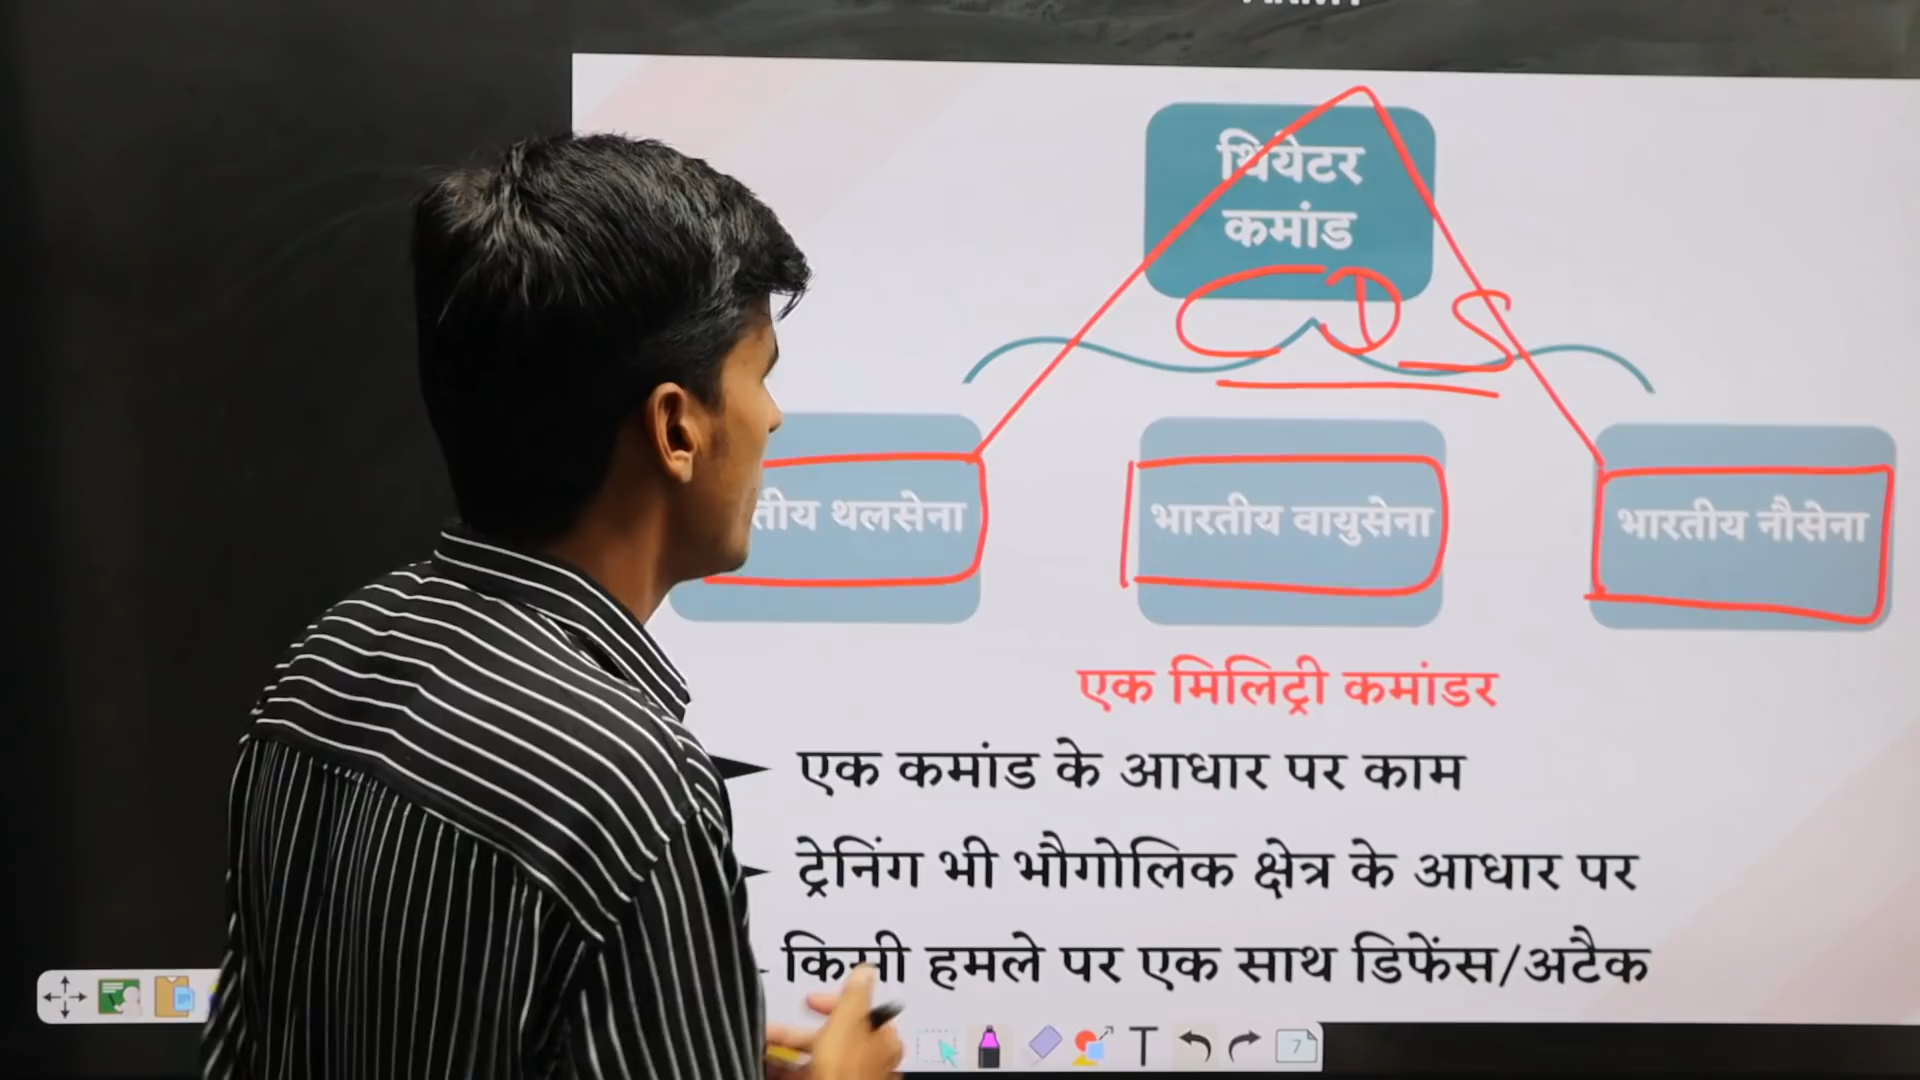 थियेटर
कमांड
CDS
थलसेना
भारतीय वायुसेना
भारतीय नौसेना
एक मिलिट्री कमांडर
एक कमांड के आधार पर काम
ट्रेनिंग भी भौगोलिक क्षेत्र के आधार पर
किसी हमले पर एक साथ डिफेंस/अटैक
T
7